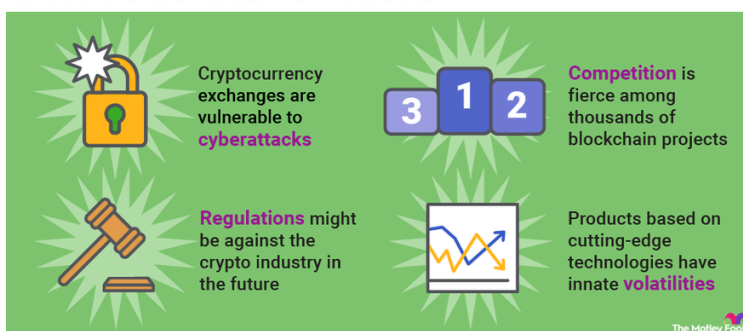 Cryptocurrency
exchanges are
vulnerable to
cyberattacks
3 1 2
Competition is
fierce among
thousands of
blockchain projects
Regulations might
be against the
crypto industry in
the future
Products based on
cutting-edge
technologies have
innate volatilities
The Motley Fool